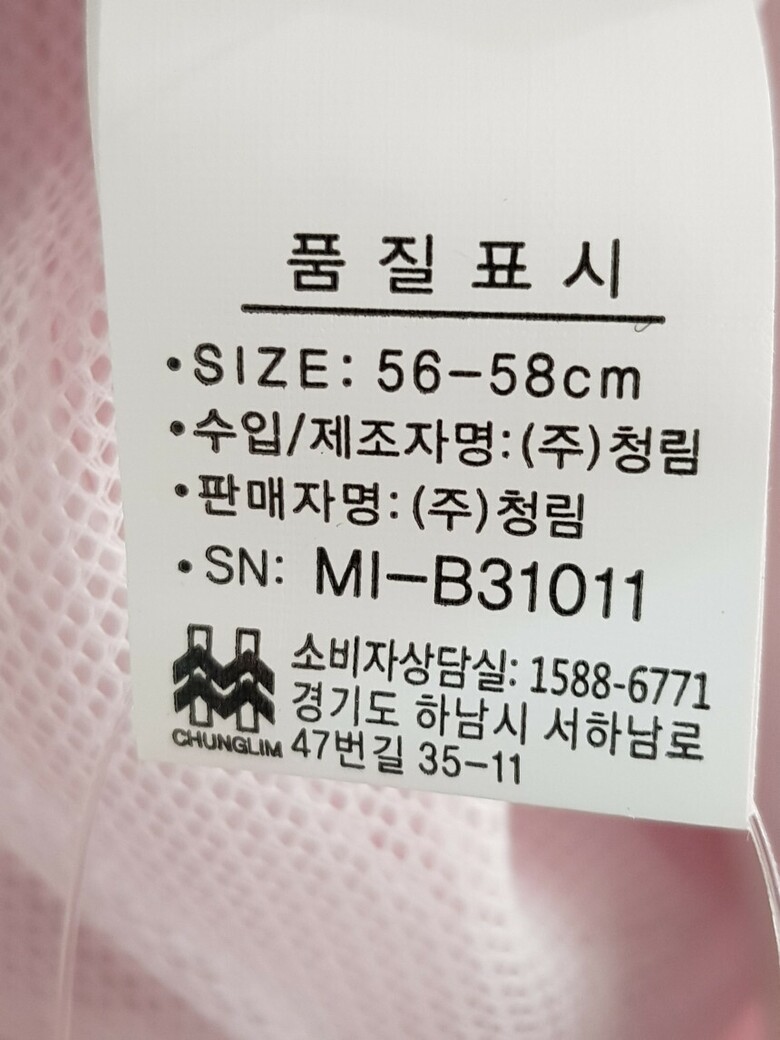 품질표시
•SIZE: 56-58cm
•수입/제조자명:(주)청림
•판매자명:(주)청림
•SN: MI-B31011
소비자상담실: 1588-6771
경기도 하남시 서하남로
47번길 35-11
CHUNGLIM